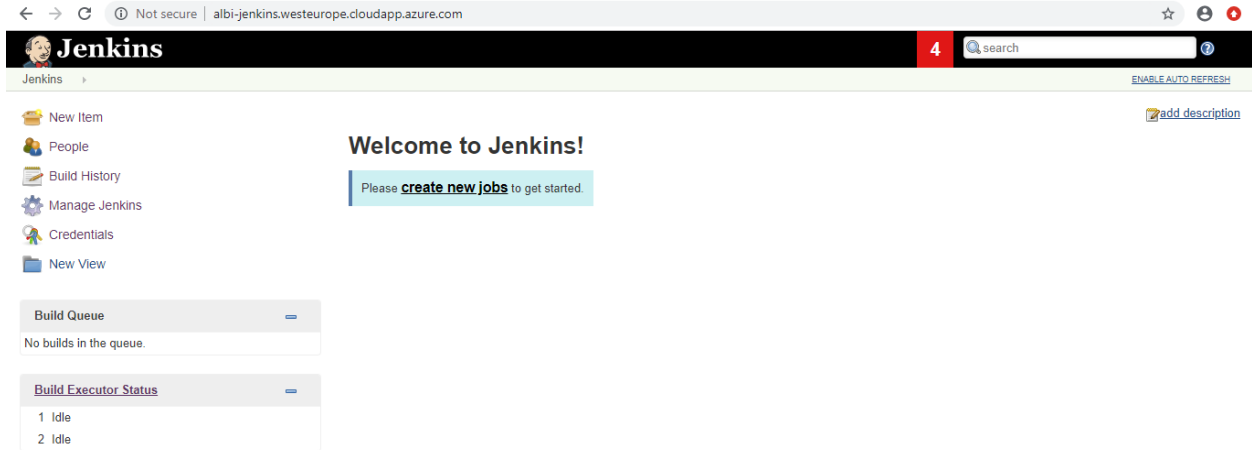 Not secure albi-jenkins.westeurope.cloudapp.azure.com
Jenkins 4 search
Jenkins ENABLE AUTO REFRESH
New Item
People
Build History
Manage Jenkins
Credentials
New View
add description
Welcome to Jenkins!
Please create new jobs to get started.
Build Queue
No builds in the queue.
Build Executor Status
1 Idle
2 Idle